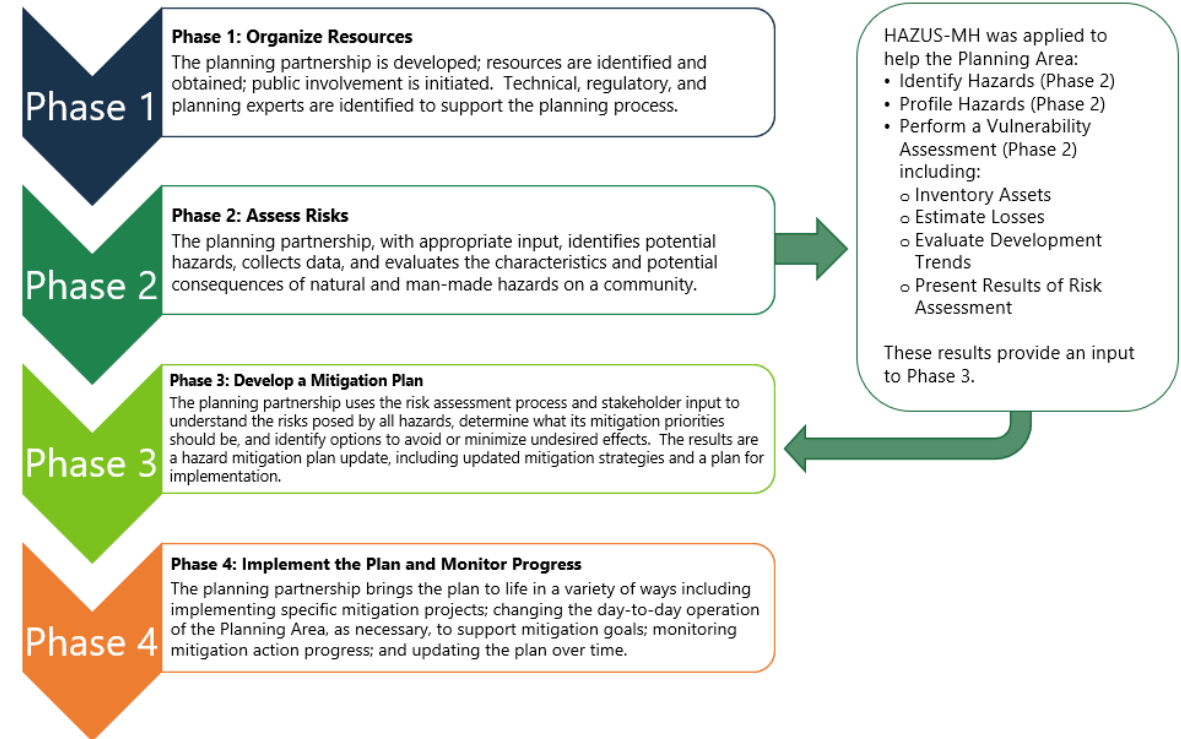 Phase 1
Phase 1: Organize Resources
The planning partnership is developed; resources are identified and
obtained; public involvement is initiated.  Technical, regulatory, and
planning experts are identified to support the planning process.
Phase 2
Phase 2: Assess Risks
The planning partnership, with appropriate input, identifies potential
hazards, collects data, and evaluates the characteristics and potential
consequences of natural and man-made hazards on a community.
HAZUS-MH was applied to
help the Planning Area:
• Identify Hazards (Phase 2)
• Profile Hazards (Phase 2)
• Perform a Vulnerability
Assessment (Phase 2)
including:
o Inventory Assets
o Estimate Losses
o Evaluate Development
Trends
o Present Results of Risk
Assessment
These results provide an input
to Phase 3.
Phase 3
Phase 3: Develop a Mitigation Plan
The planning partnership uses the risk assessment process and stakeholder input to
understand the risks posed by all hazards, determine what its mitigation priorities
should be, and identify options to avoid or minimize undesired effects.  The results are
a hazard mitigation plan update, including updated mitigation strategies and a plan for
implementation.
Phase 4
Phase 4: Implement the Plan and Monitor Progress
The planning partnership brings the plan to life in a variety of ways including
implementing specific mitigation projects; changing the day-to-day operation
of the Planning Area, as necessary, to support mitigation goals; monitoring
mitigation action progress; and updating the plan over time.